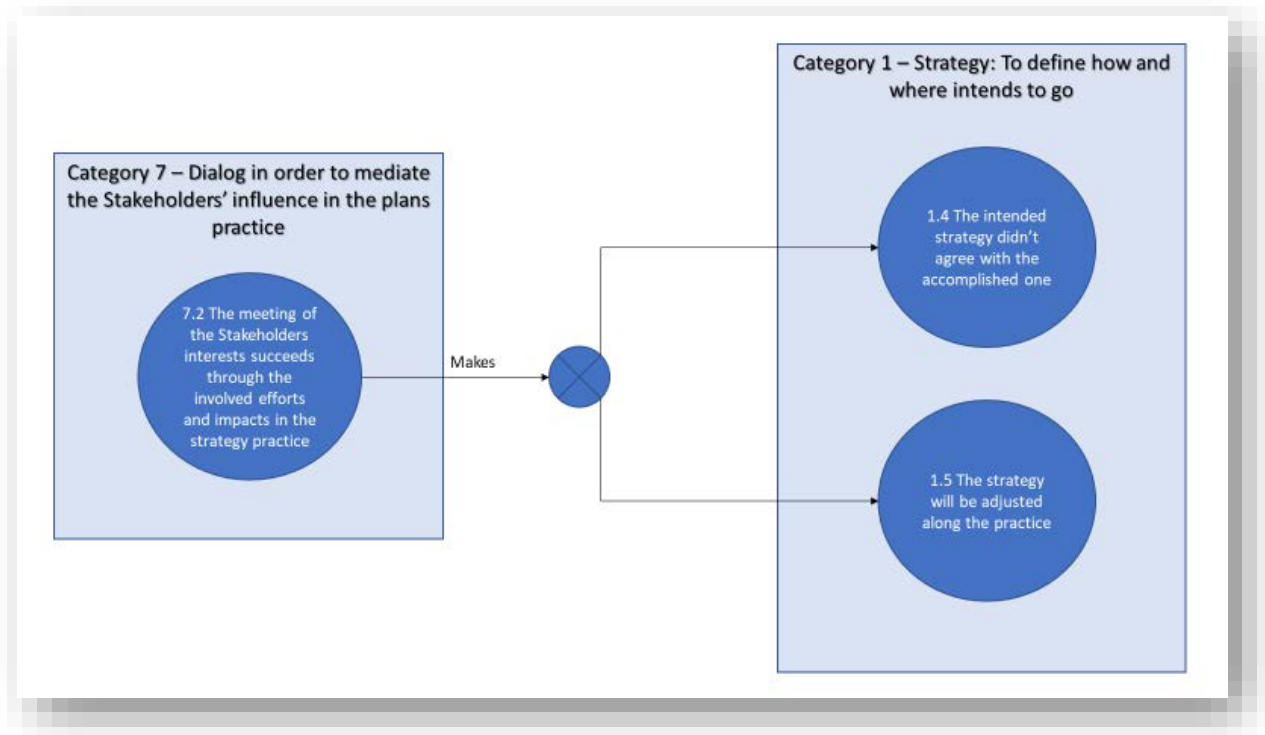 Category 7 – Dialog in order to mediate
the Stakeholders' influence in the plans
practice
7.2 The meeting of
the Stakeholders
interests succeeds
through the
involved efforts
and impacts in the
strategy practice
Makes
Category 1 – Strategy: To define how and
where intends to go
1.4 The intended
strategy didn't
agree with the
accomplished one
1.5 The strategy
will be adjusted
along the practice